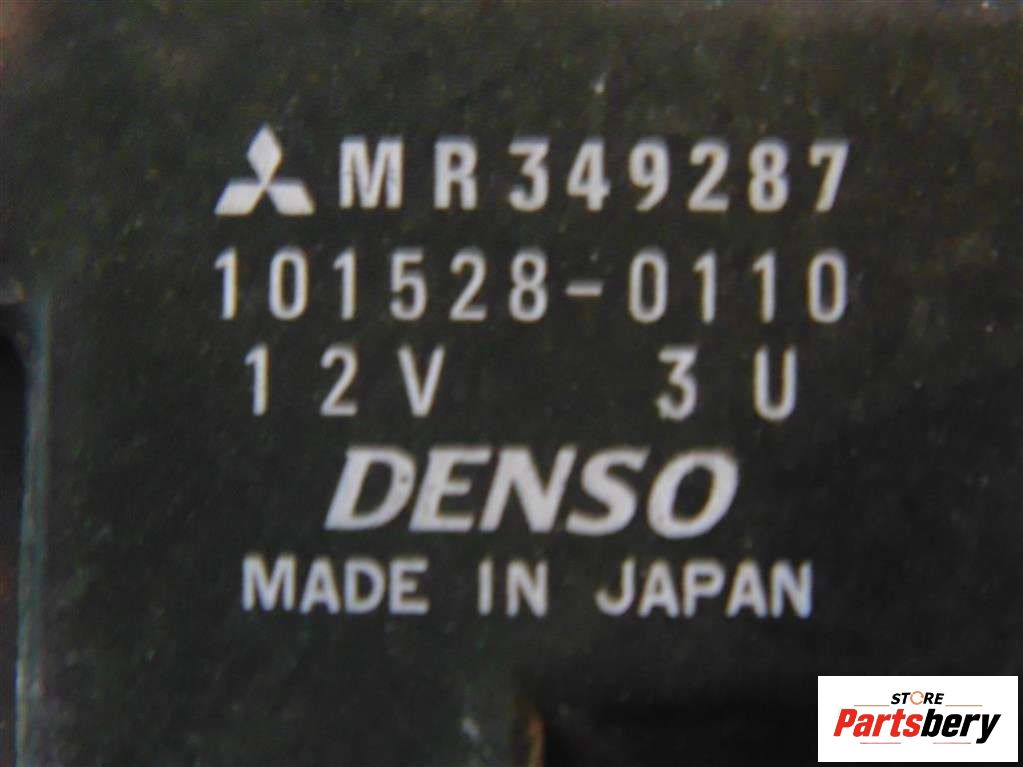 MR349287
101528-0110
12V 3U
DENSO
MADE IN JAPAN
STORE
Partsbery